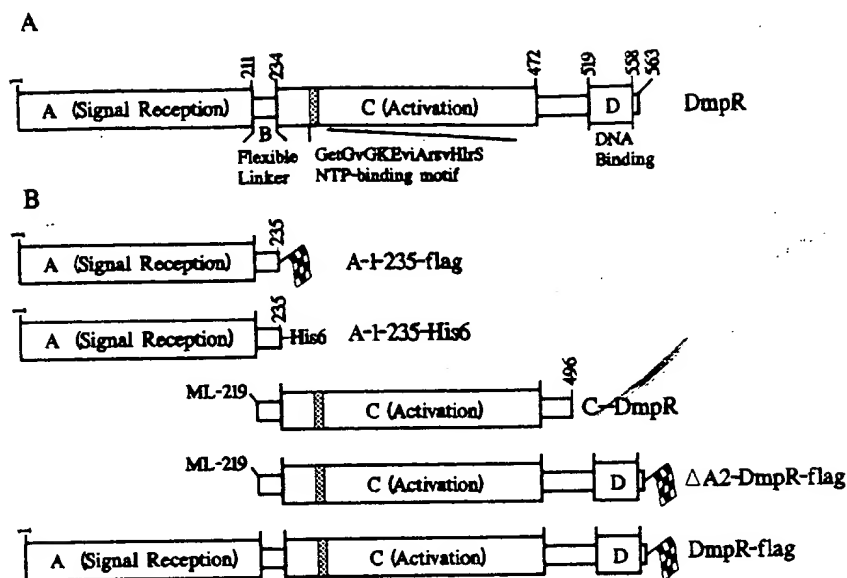 A
1 211 234 472 519 558 563
A (Signal Reception) C (Activation) D DmpR
B
Flexible Linker
GetGvGKEviArsvHlrS
NTP-binding motif
DNA Binding
B
1 235
A (Signal Reception) A-1-235-flag
1 235
A (Signal Reception) His6 A-1-235-His6
ML-219 496
C (Activation) C-DmpR
ML-219
C (Activation) D ΔA2-DmpR-flag
1
A (Signal Reception) C (Activation) D DmpR-flag